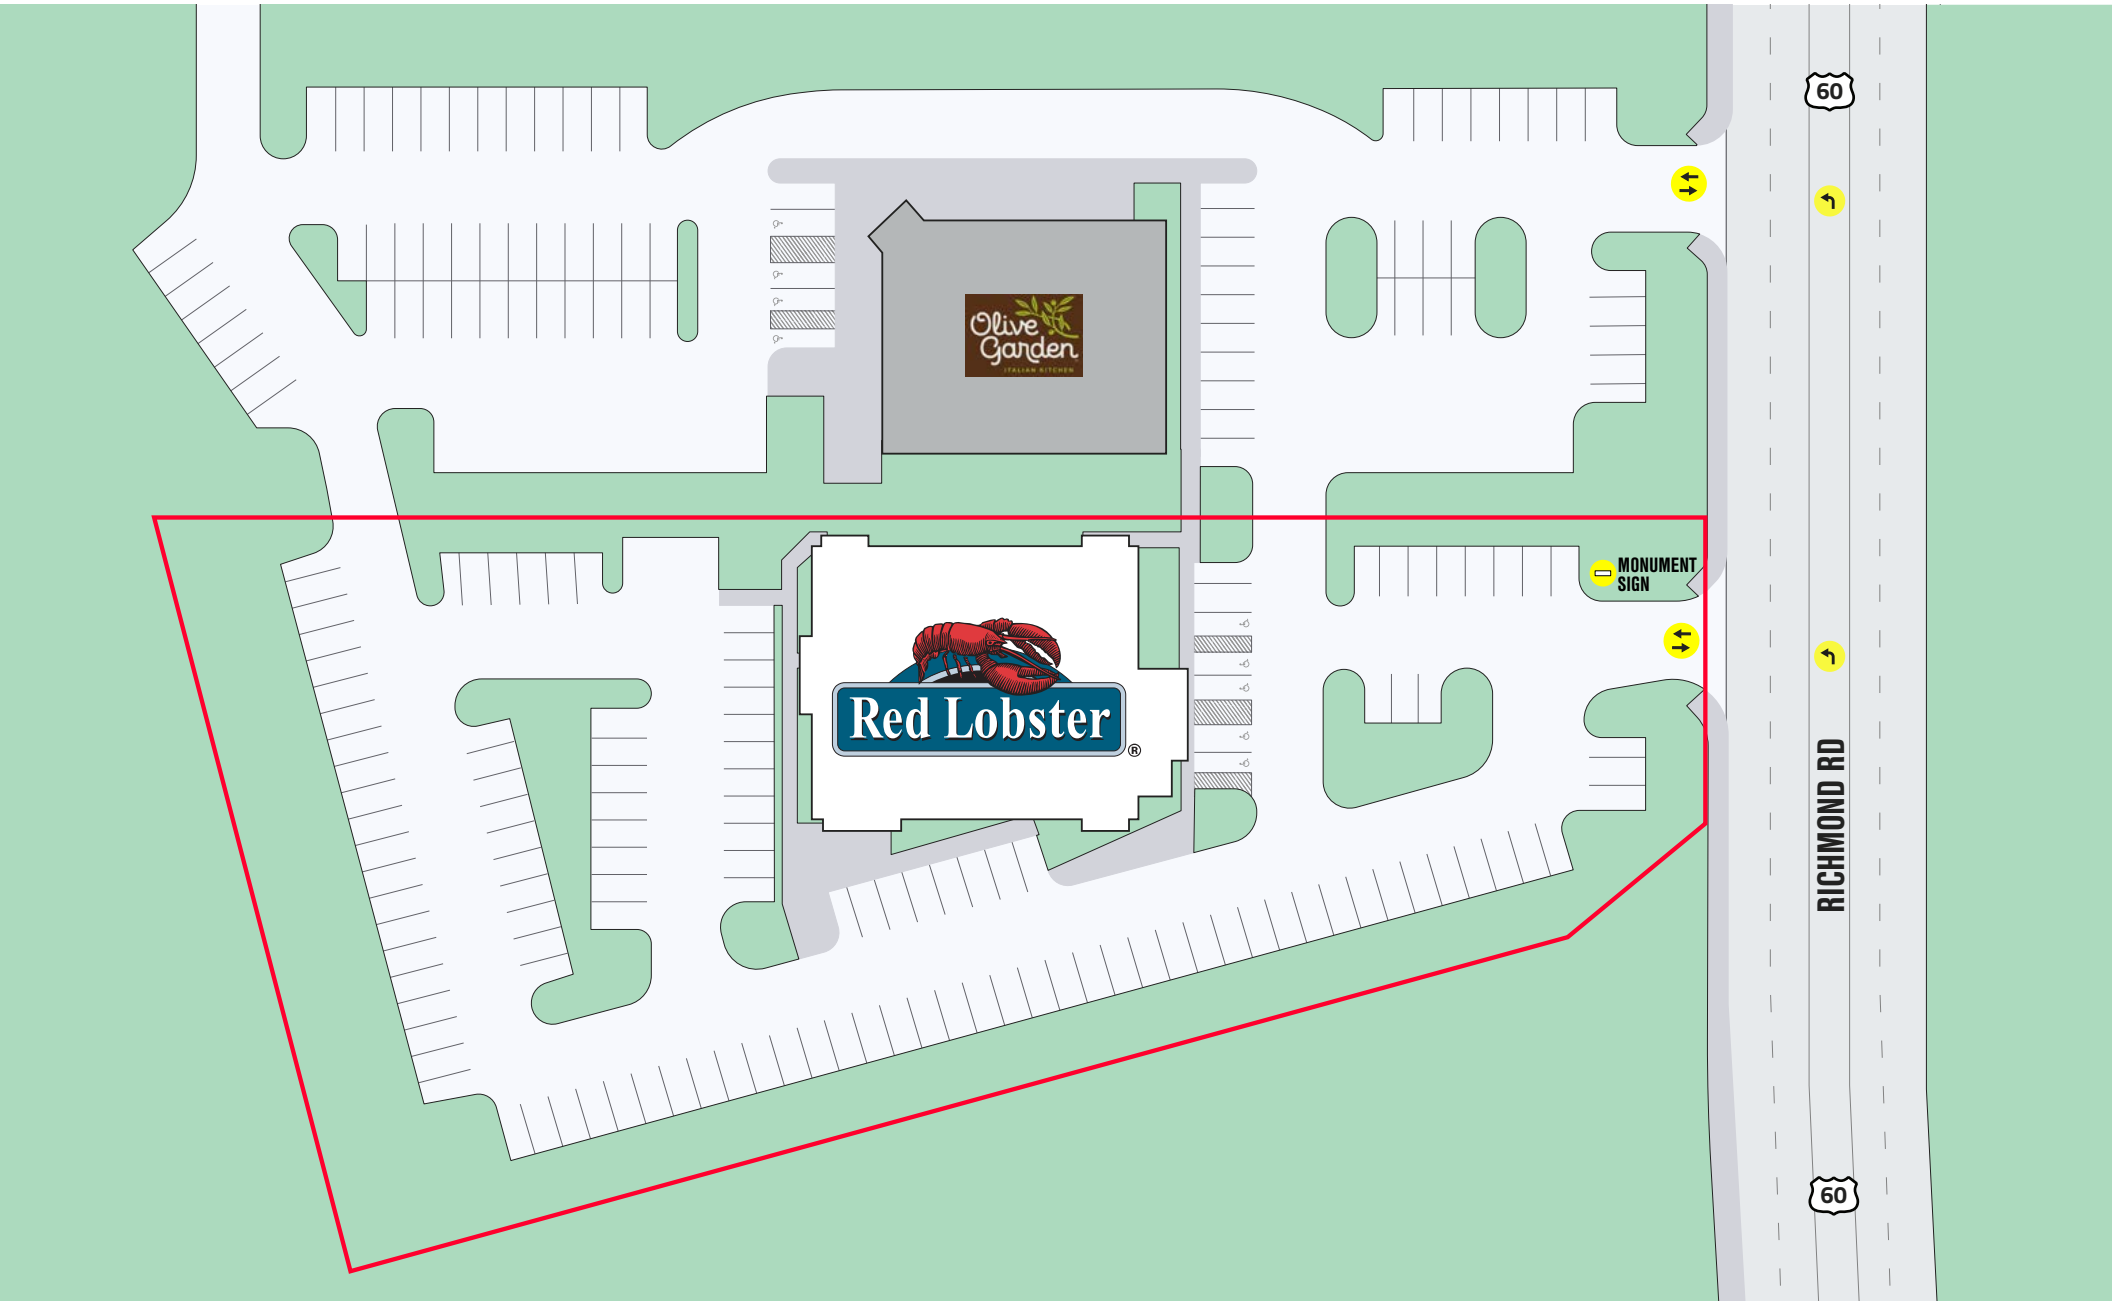 60
Olive
Garden
ITALIAN KITCHEN
MONUMENT
SIGN
Red Lobster
®
RICHMOND RD
60